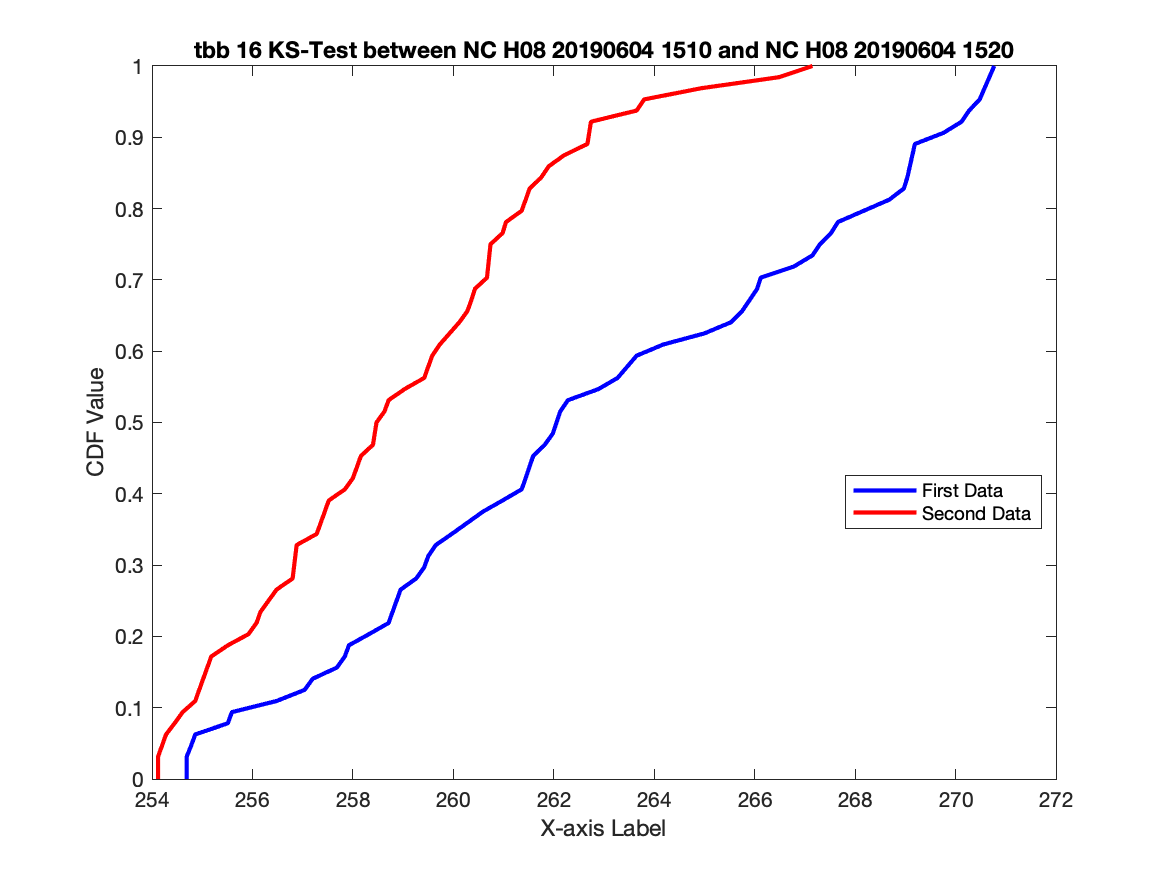 tbb 16 KS-Test between NC H08 20190604 1510 and NC H08 20190604 1520
1
0.9
0.8
0.7
0.6
0.5
0.4
0.3
0.2
0.1
0
CDF Value
First Data
Second Data
254 256 258 260 262 264 266 268 270 272
X-axis Label